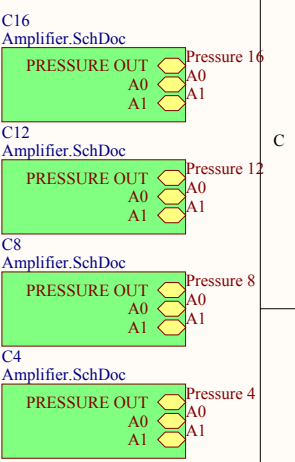 C16
Amplifier.SchDoc
PRESSURE OUT Pressure 16
A0 A0
A1 A1
C12
Amplifier.SchDoc
C
PRESSURE OUT Pressure 12
A0 A0
A1 A1
C8
Amplifier.SchDoc
PRESSURE OUT Pressure 8
A0 A0
A1 A1
C4
Amplifier.SchDoc
PRESSURE OUT Pressure 4
A0 A0
A1 A1